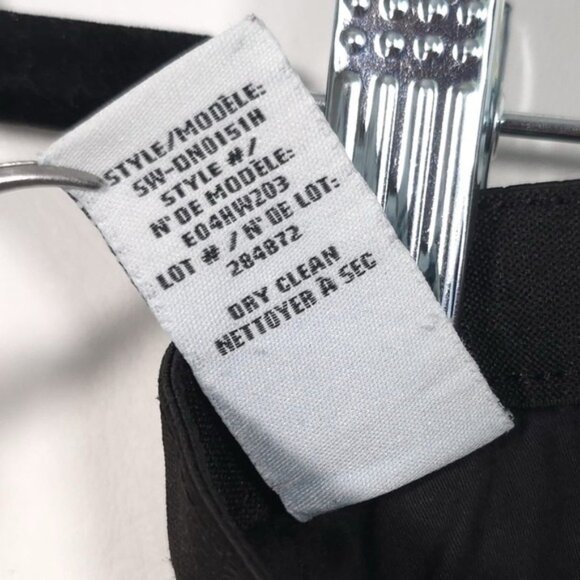 STYLE/MODÈLE:
SW-DN0151H
STYLE #/
N° DE MODÈLE:
E04HW203
LOT # / N° DE LOT:
284872
DRY CLEAN
NETTOYER À SEC